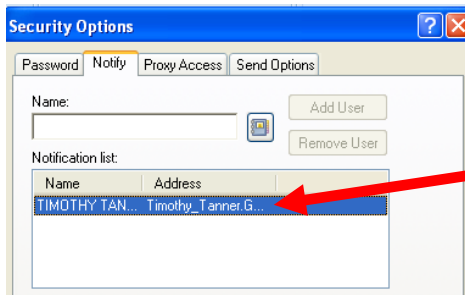 Security Options
Password Notify Proxy Access Send Options
Name:
Add User
Remove User
Notification list:
Name Address
TIMOTHY TAN... Timothy_Tanner.G...